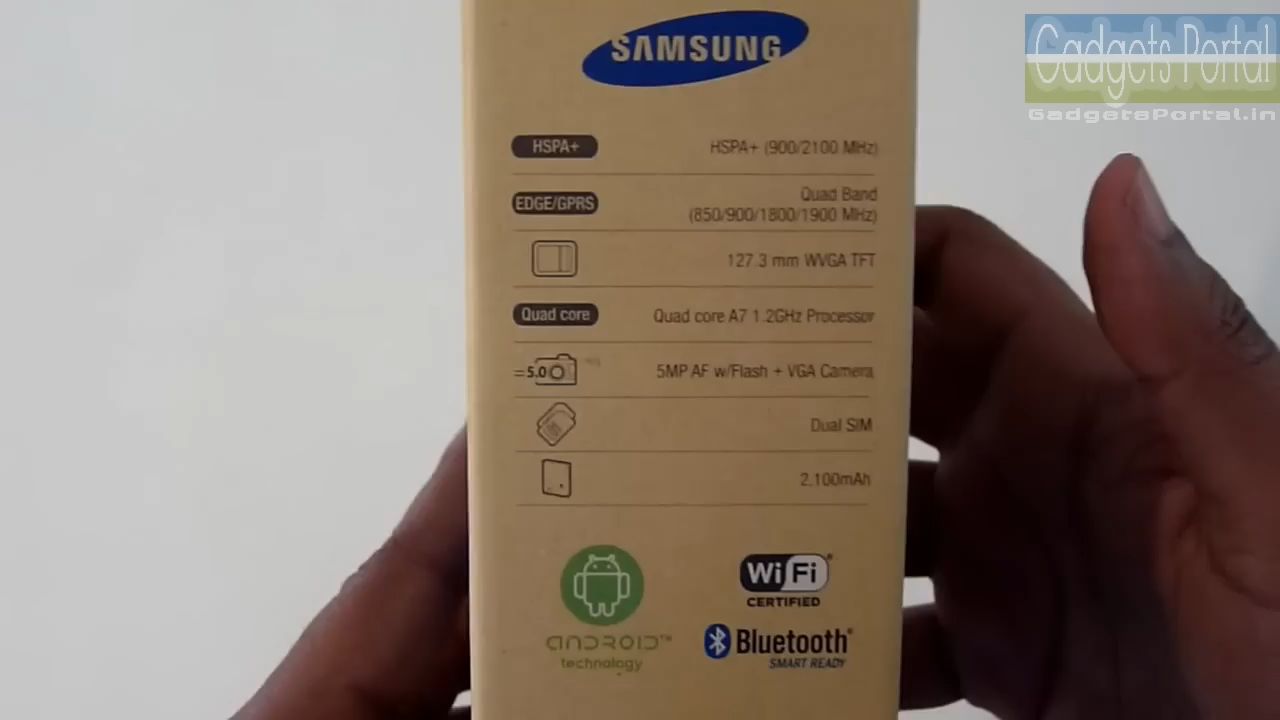 Gadgets Portal
GadgetsPortal.in
SAMSUNG
HSPA+ HSPA+ (900/2100 MHz)
EDGE/GPRS Quad Band
(850/900/1800/1900 MHz)
127.3 mm WVGA TFT
Quad core Quad core A7 1.2GHz Processor
=5.0 5MP AF w/Flash + VGA Camera
Dual SIM
2,100mAh
ANDROID™
technology
Wi Fi®
CERTIFIED
Bluetooth®
SMART READY